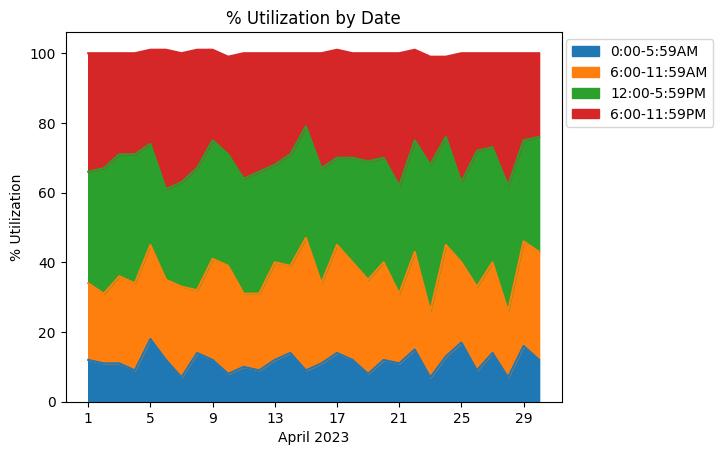 % Utilization by Date
100
80
60
40
20
0
% Utilization
1 5 9 13 17 21 25 29
April 2023
0:00-5:59AM
6:00-11:59AM
12:00-5:59PM
6:00-11:59PM